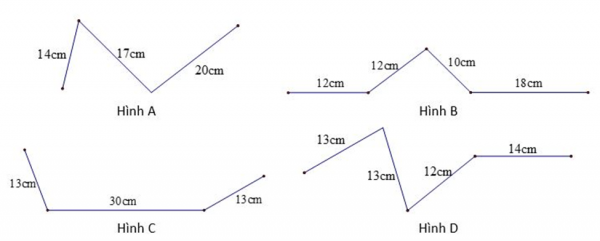 14cm
17cm
20cm
Hình A
12cm
12cm
10cm
18cm
Hình B
13cm
30cm
13cm
Hình C
13cm
13cm
12cm
14cm
Hình D